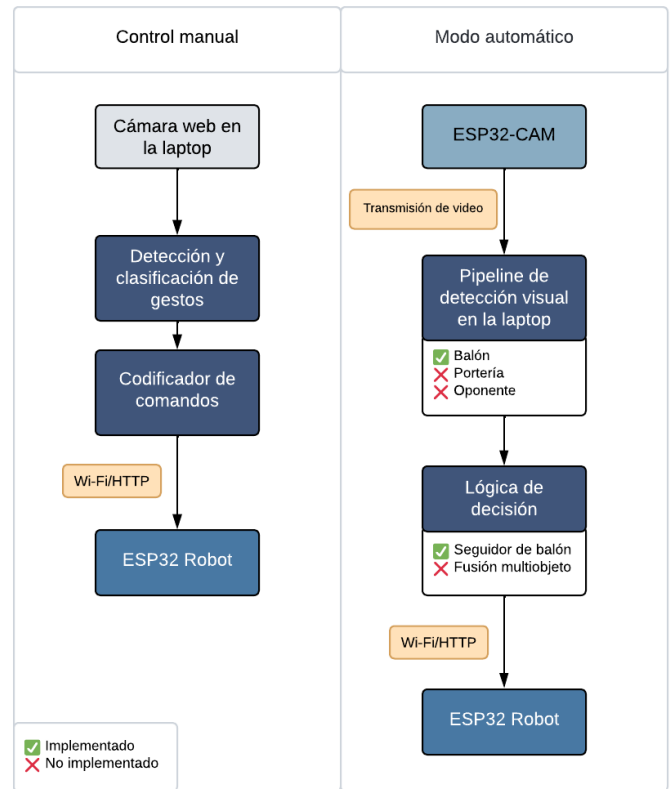 Control manual
Modo automático
Cámara web en
la laptop
Detección y
clasificación de
gestos
Codificador de
comandos
Wi-Fi/HTTP
ESP32 Robot
✅ Implementado
❌ No implementado
ESP32-CAM
Transmisión de video
Pipeline de
detección visual
en la laptop
✅ Balón
❌ Portería
❌ Oponente
Lógica de
decisión
✅ Seguidor de balón
❌ Fusión multiobjeto
Wi-Fi/HTTP
ESP32 Robot